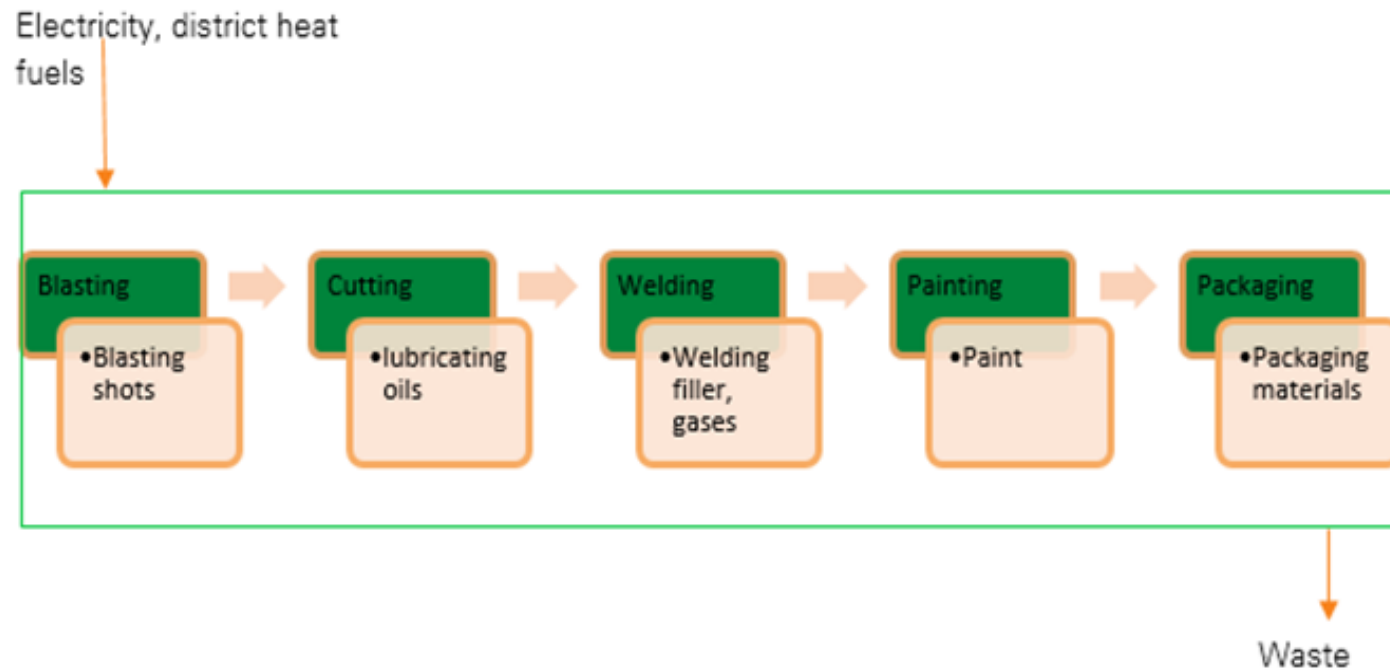 Electricity, district heat
fuels
Blasting
•Blasting
shots
Cutting
•lubricating
oils
Welding
•Welding
filler,
gases
Painting
•Paint
Packaging
•Packaging
materials
Waste